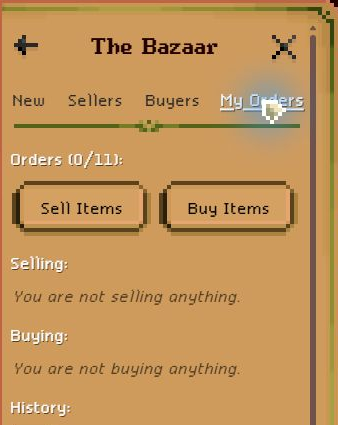 The Bazaar
New Sellers Buyers My Orders
Orders (0/11):
Sell Items Buy Items
Selling:
You are not selling anything.
Buying:
You are not buying anything.
History: